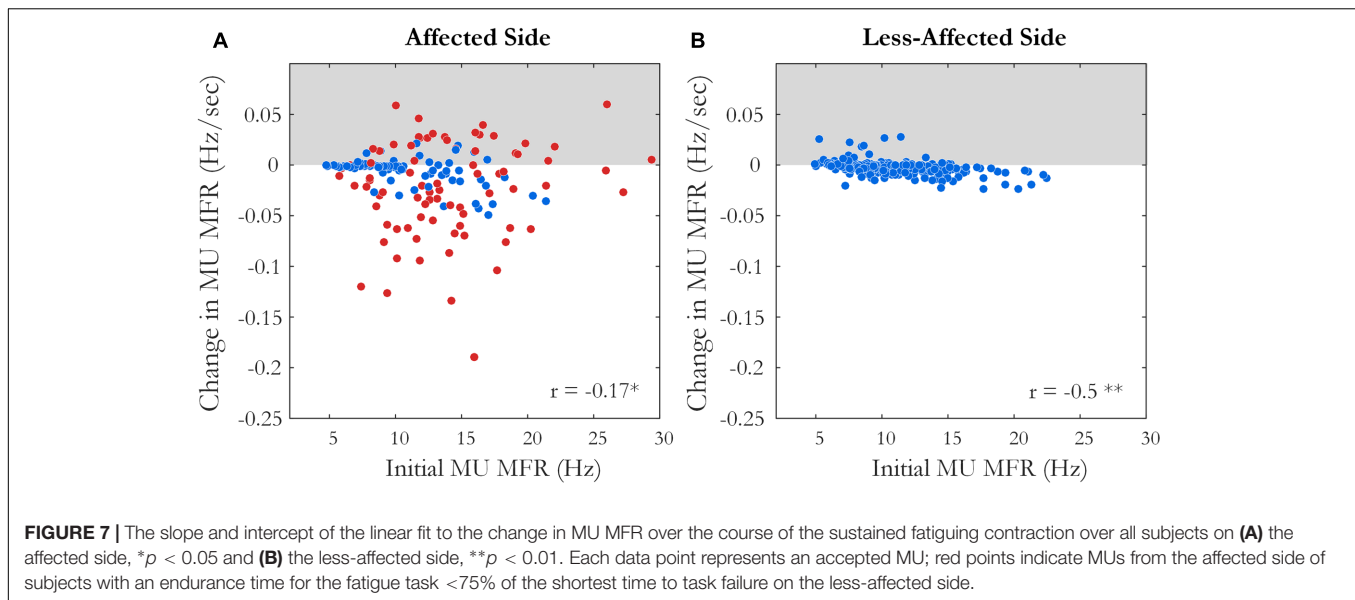 A
Affected Side
Change in MU MFR (Hz/sec)
0.05
0
-0.05
-0.1
-0.15
-0.2
-0.25
r = -0.17*
5 10 15 20 25 30
Initial MU MFR (Hz)
B
Less-Affected Side
Change in MU MFR (Hz/sec)
0.05
0
-0.05
-0.1
-0.15
-0.2
-0.25
r = -0.5 **
5 10 15 20 25 30
Initial MU MFR (Hz)
FIGURE 7 | The slope and intercept of the linear fit to the change in MU MFR over the course of the sustained fatiguing contraction over all subjects on (A) the
affected side, *p < 0.05 and (B) the less-affected side, **p < 0.01. Each data point represents an accepted MU; red points indicate MUs from the affected side of
subjects with an endurance time for the fatigue task <75% of the shortest time to task failure on the less-affected side.